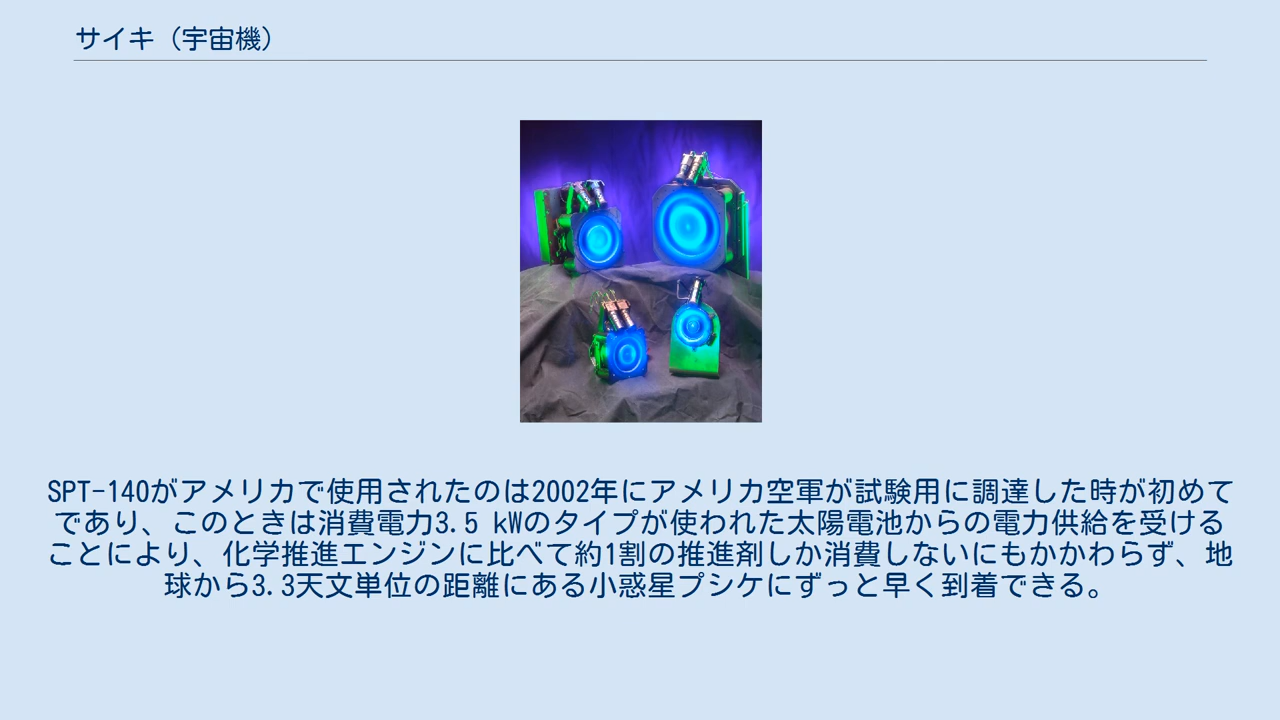 サイキ（宇宙機）
SPT-140がアメリカで使用されたのは2002年にアメリカ空軍が試験用に調達した時が初めて
であり、このときは消費電力3.5 kWのタイプが使われた太陽電池からの電力供給を受ける
ことにより、化学推進エンジンに比べて約1割の推進剤しか消費しないにもかかわらず、地
球から3.3天文単位の距離にある小惑星プシケにずっと早く到着できる。